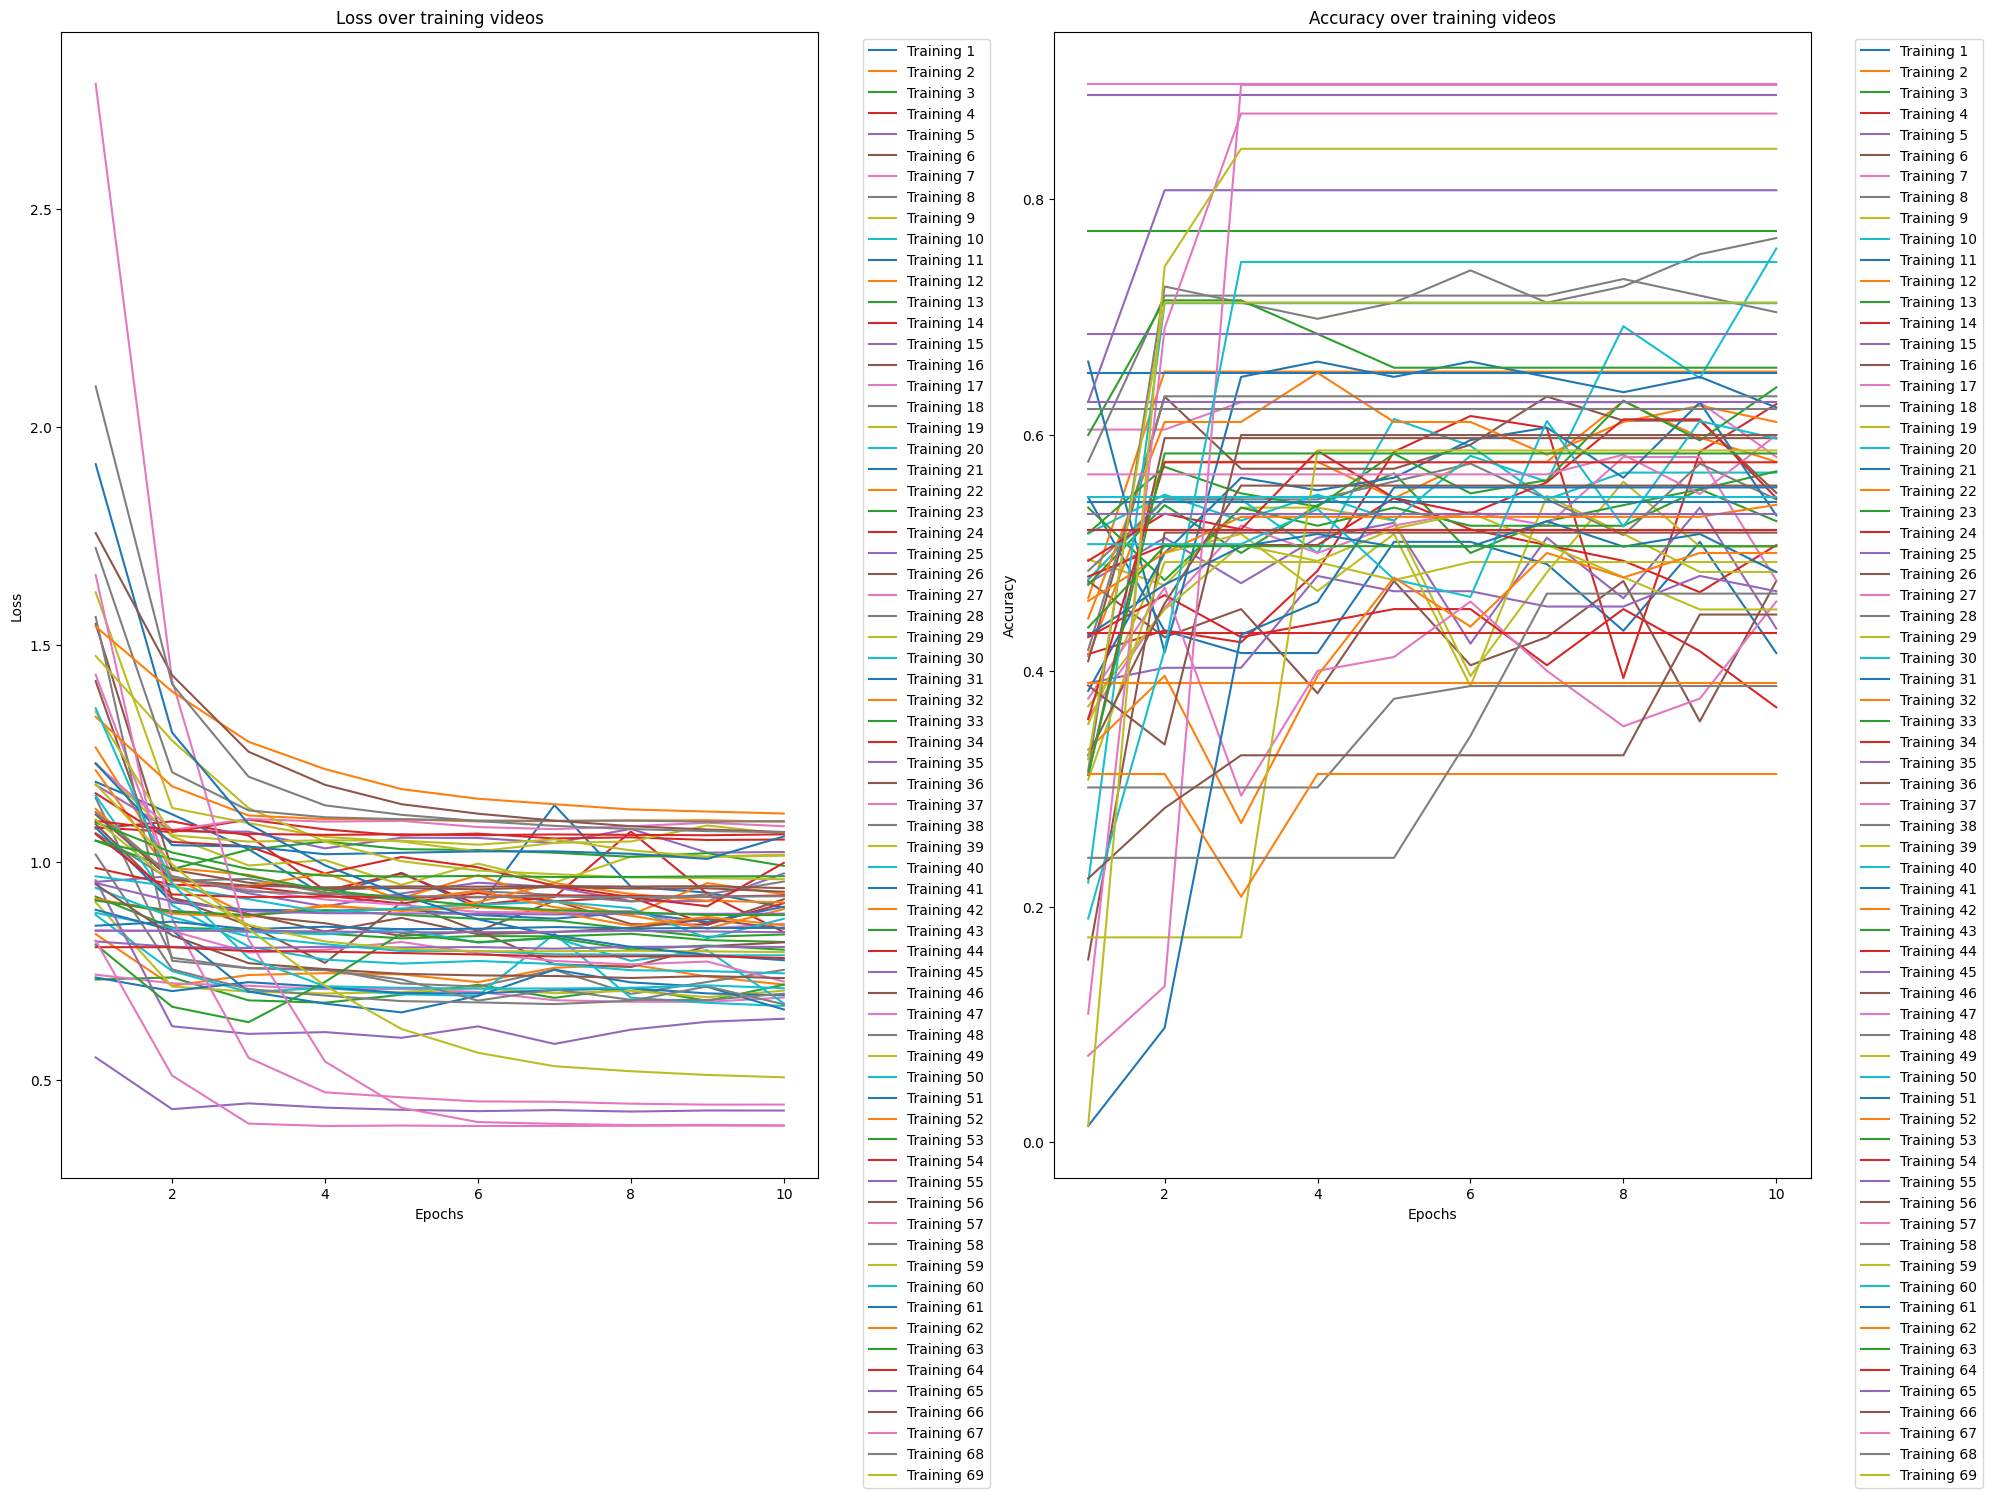 Loss over training videos
2.5
2.0
1.5
1.0
0.5
2
4
6
8
10
Epochs
Loss
Training 1
Training 2
Training 3
Training 4
Training 5
Training 6
Training 7
Training 8
Training 9
Training 10
Training 11
Training 12
Training 13
Training 14
Training 15
Training 16
Training 17
Training 18
Training 19
Training 20
Training 21
Training 22
Training 23
Training 24
Training 25
Training 26
Training 27
Training 28
Training 29
Training 30
Training 31
Training 32
Training 33
Training 34
Training 35
Training 36
Training 37
Training 38
Training 39
Training 40
Training 41
Training 42
Training 43
Training 44
Training 45
Training 46
Training 47
Training 48
Training 49
Training 50
Training 51
Training 52
Training 53
Training 54
Training 55
Training 56
Training 57
Training 58
Training 59
Training 60
Training 61
Training 62
Training 63
Training 64
Training 65
Training 66
Training 67
Training 68
Training 69
Accuracy over training videos
0.8
0.6
0.4
0.2
0.0
2
4
6
8
10
Epochs
Accuracy
Training 1
Training 2
Training 3
Training 4
Training 5
Training 6
Training 7
Training 8
Training 9
Training 10
Training 11
Training 12
Training 13
Training 14
Training 15
Training 16
Training 17
Training 18
Training 19
Training 20
Training 21
Training 22
Training 23
Training 24
Training 25
Training 26
Training 27
Training 28
Training 29
Training 30
Training 31
Training 32
Training 33
Training 34
Training 35
Training 36
Training 37
Training 38
Training 39
Training 40
Training 41
Training 42
Training 43
Training 44
Training 45
Training 46
Training 47
Training 48
Training 49
Training 50
Training 51
Training 52
Training 53
Training 54
Training 55
Training 56
Training 57
Training 58
Training 59
Training 60
Training 61
Training 62
Training 63
Training 64
Training 65
Training 66
Training 67
Training 68
Training 69